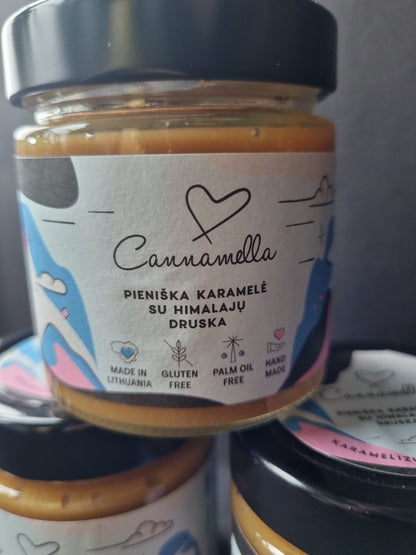 Cannamella
PIENIŠKA KARAMELĖ
SU HIMALAJŲ
DRUSKA
MADE IN
LITHUANIA
GLUTEN
FREE
PALM OIL
FREE
HAND
MADE
Cannamella
PIENIŠKA KARAMELĖ
SU HIMALAJŲ
DRUSKA